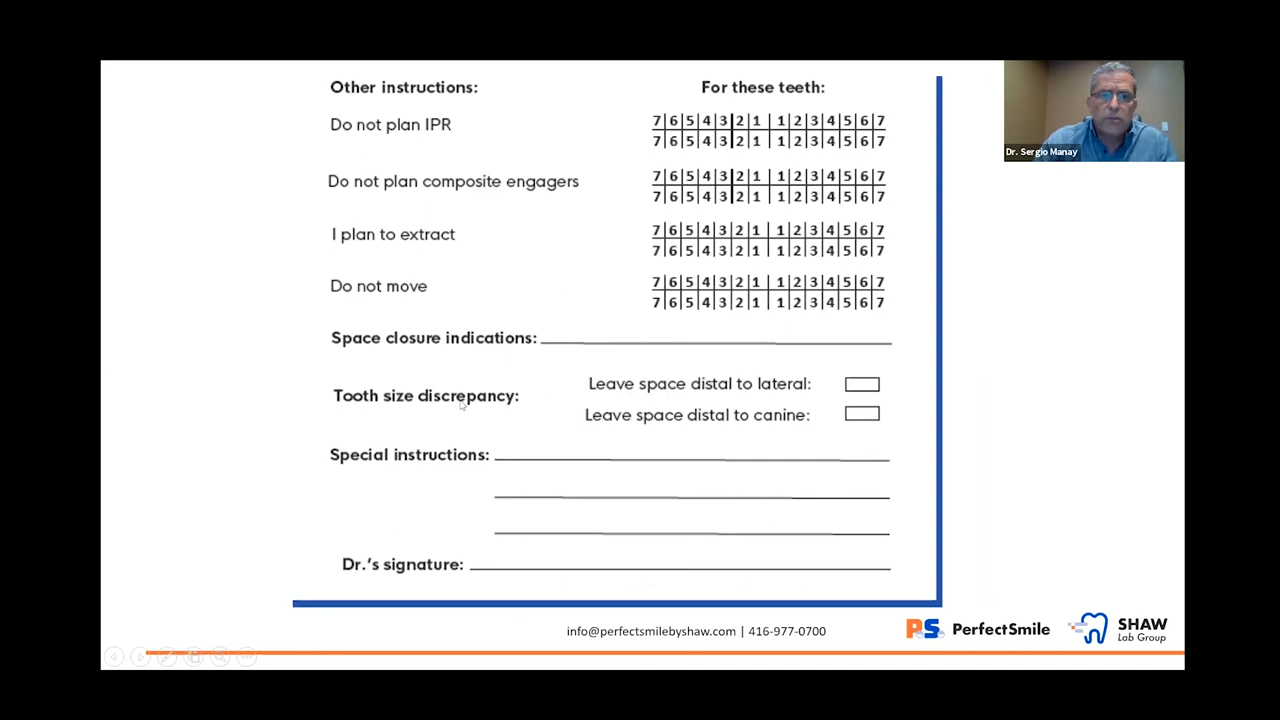 Other instructions: For these teeth:
Do not plan IPR
7 6 5 4 3 2 1 1 2 3 4 5 6 7
7 6 5 4 3 2 1 1 2 3 4 5 6 7
Do not plan composite engagers
7 6 5 4 3 2 1 1 2 3 4 5 6 7
7 6 5 4 3 2 1 1 2 3 4 5 6 7
I plan to extract
7 6 5 4 3 2 1 1 2 3 4 5 6 7
7 6 5 4 3 2 1 1 2 3 4 5 6 7
Do not move
7 6 5 4 3 2 1 1 2 3 4 5 6 7
7 6 5 4 3 2 1 1 2 3 4 5 6 7
Space closure indications:
Tooth size discrepancy:
Leave space distal to lateral:
Leave space distal to canine:
Special instructions:
Dr.'s signature:
Dr. Sergio Manay
info@perfectsmilebyshaw.com | 416-977-0700
PS PerfectSmile
SHAW
Lab Group